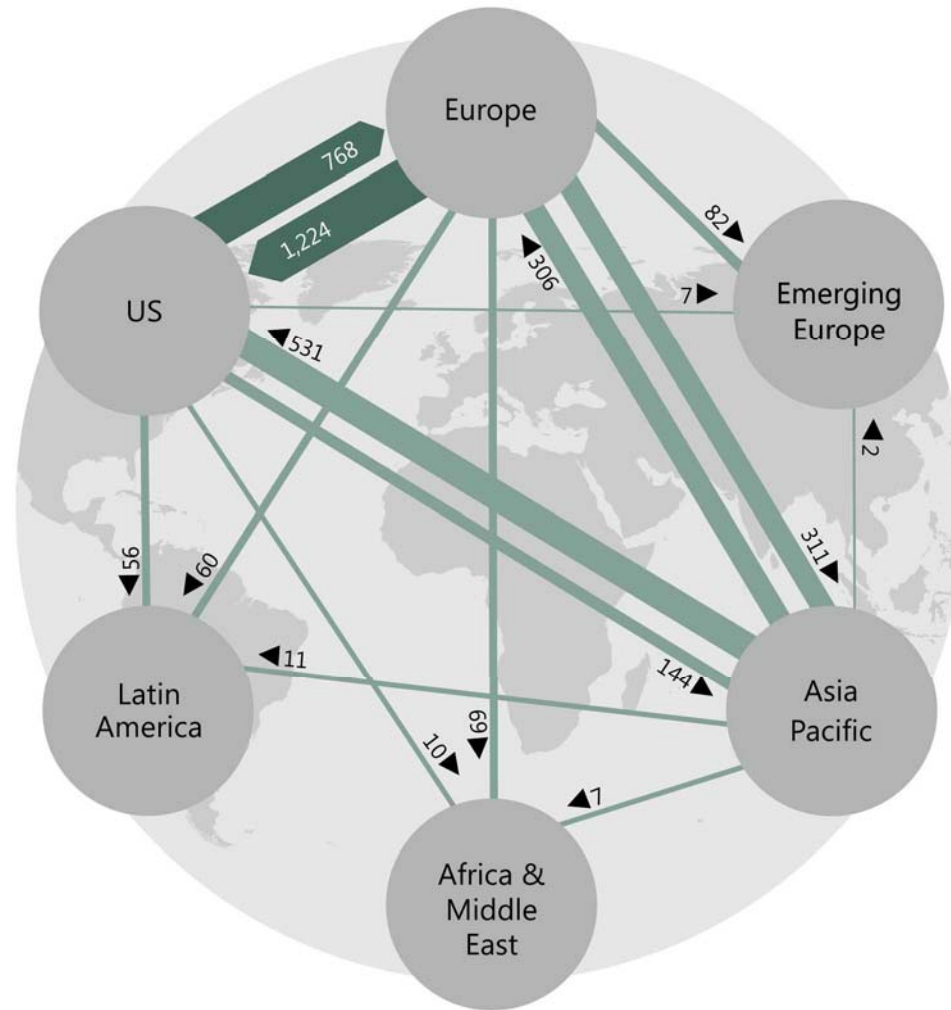 Europe
768
1,224
82
306
7
US
Emerging
Europe
531
2
311
56
60
144
11
Latin
America
Asia
Pacific
10
69
7
Africa &
Middle
East